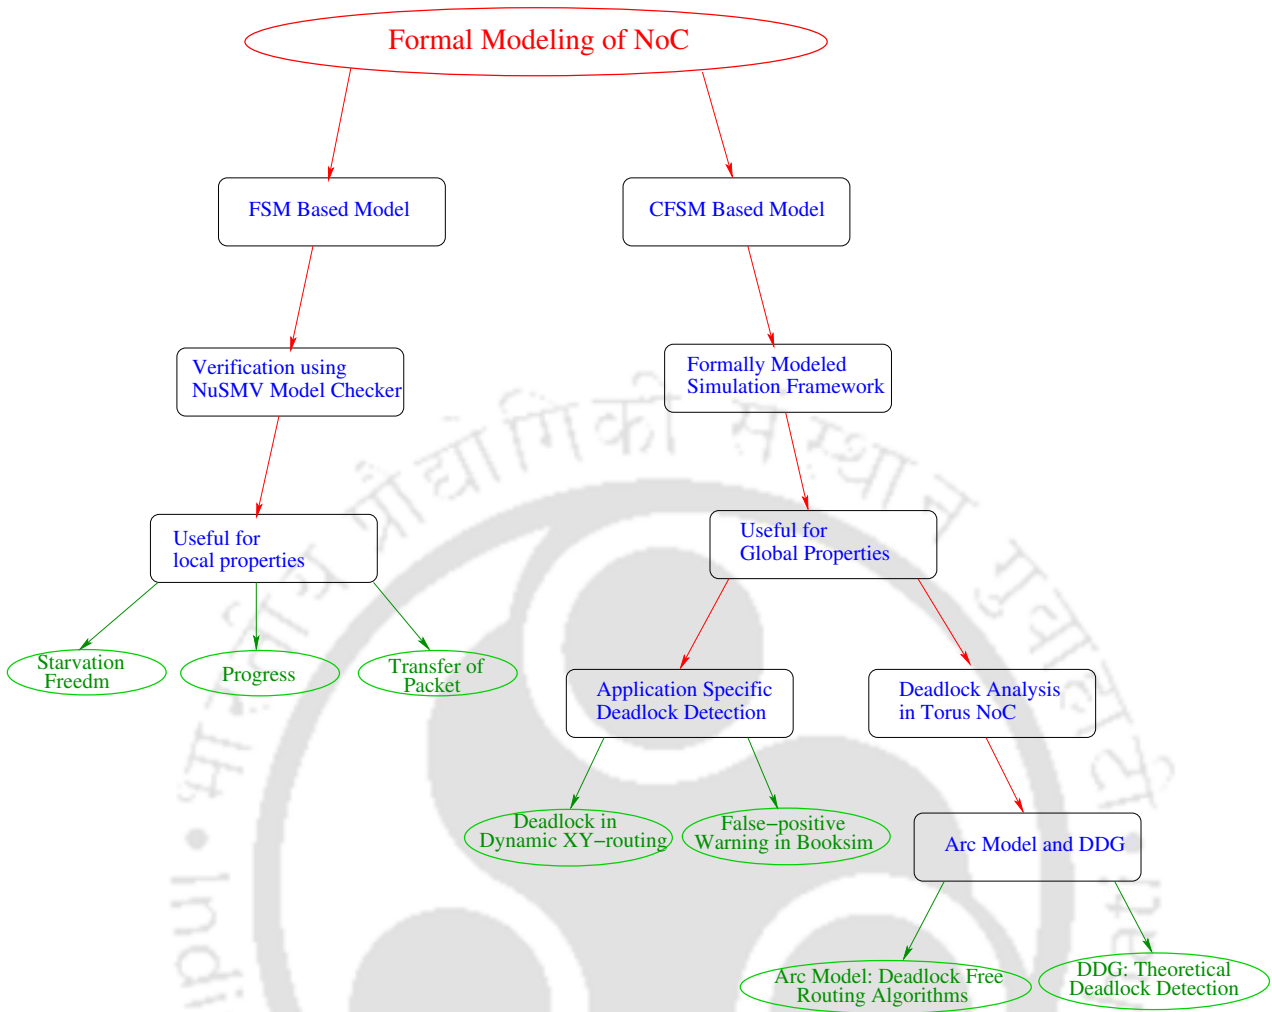 Formal Modeling of NoC
FSM Based Model
CFSM Based Model
Verification using
NuSMV Model Checker
Formally Modeled
Simulation Framework
Useful for
local properties
Useful for
Global Properties
Starvation
Freedm
Progress
Transfer of
Packet
Application Specific
Deadlock Detection
Deadlock Analysis
in Torus NoC
Deadlock in
Dynamic XY−routing
False−positive
Warning in Booksim
Arc Model and DDG
Arc Model: Deadlock Free
Routing Algorithms
DDG: Theoretical
Deadlock Detection
प्रौद्योगिकी संस्थान गुवाहाटी